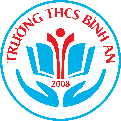 TRƯỜNG THCS BÌNH AN
2008